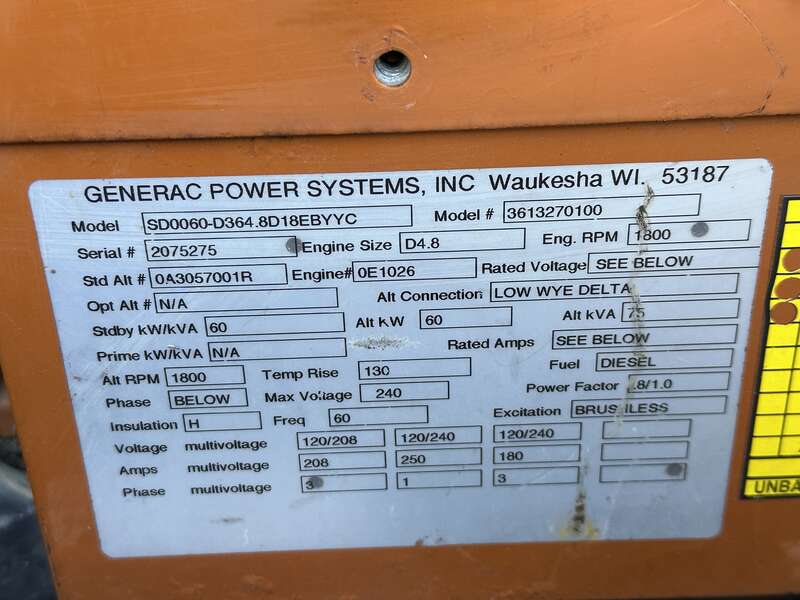 GENERAC POWER SYSTEMS, INC Waukesha WI. 53187
Model SD0060-D364.8D18EBYYC Model # 3613270100
Serial # 2075275 Engine Size D4.8 Eng. RPM 1800
Std Alt # 0A3057001R Engine# 0E1026 Rated Voltage SEE BELOW
Opt Alt # N/A Alt Connection LOW WYE DELTA
Stdby kW/kVA 60 Alt kW 60 Alt kVA 75
Prime kW/kVA N/A Rated Amps SEE BELOW
Alt RPM 1800 Temp Rise 130 Fuel DIESEL
Phase BELOW Max Voltage 240 Power Factor .8/1.0
Insulation H Freq 60 Excitation BRUSHLESS
Voltage multivoltage 120/208 120/240 120/240
Amps multivoltage 208 250 180
Phase multivoltage 3 1 3
UNBA